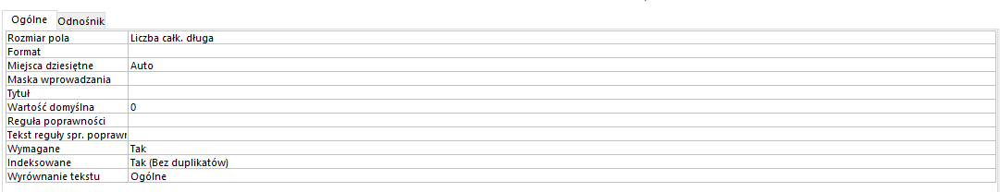 Ogólne Odnośnik
Rozmiar pola Liczba całk. długa
Format
Miejsca dziesiętne Auto
Maska wprowadzania
Tytuł
Wartość domyślna 0
Reguła poprawności
Tekst reguły spr. poprawn
Wymagane Tak
Indeksowane Tak (Bez duplikatów)
Wyrównanie tekstu Ogólne